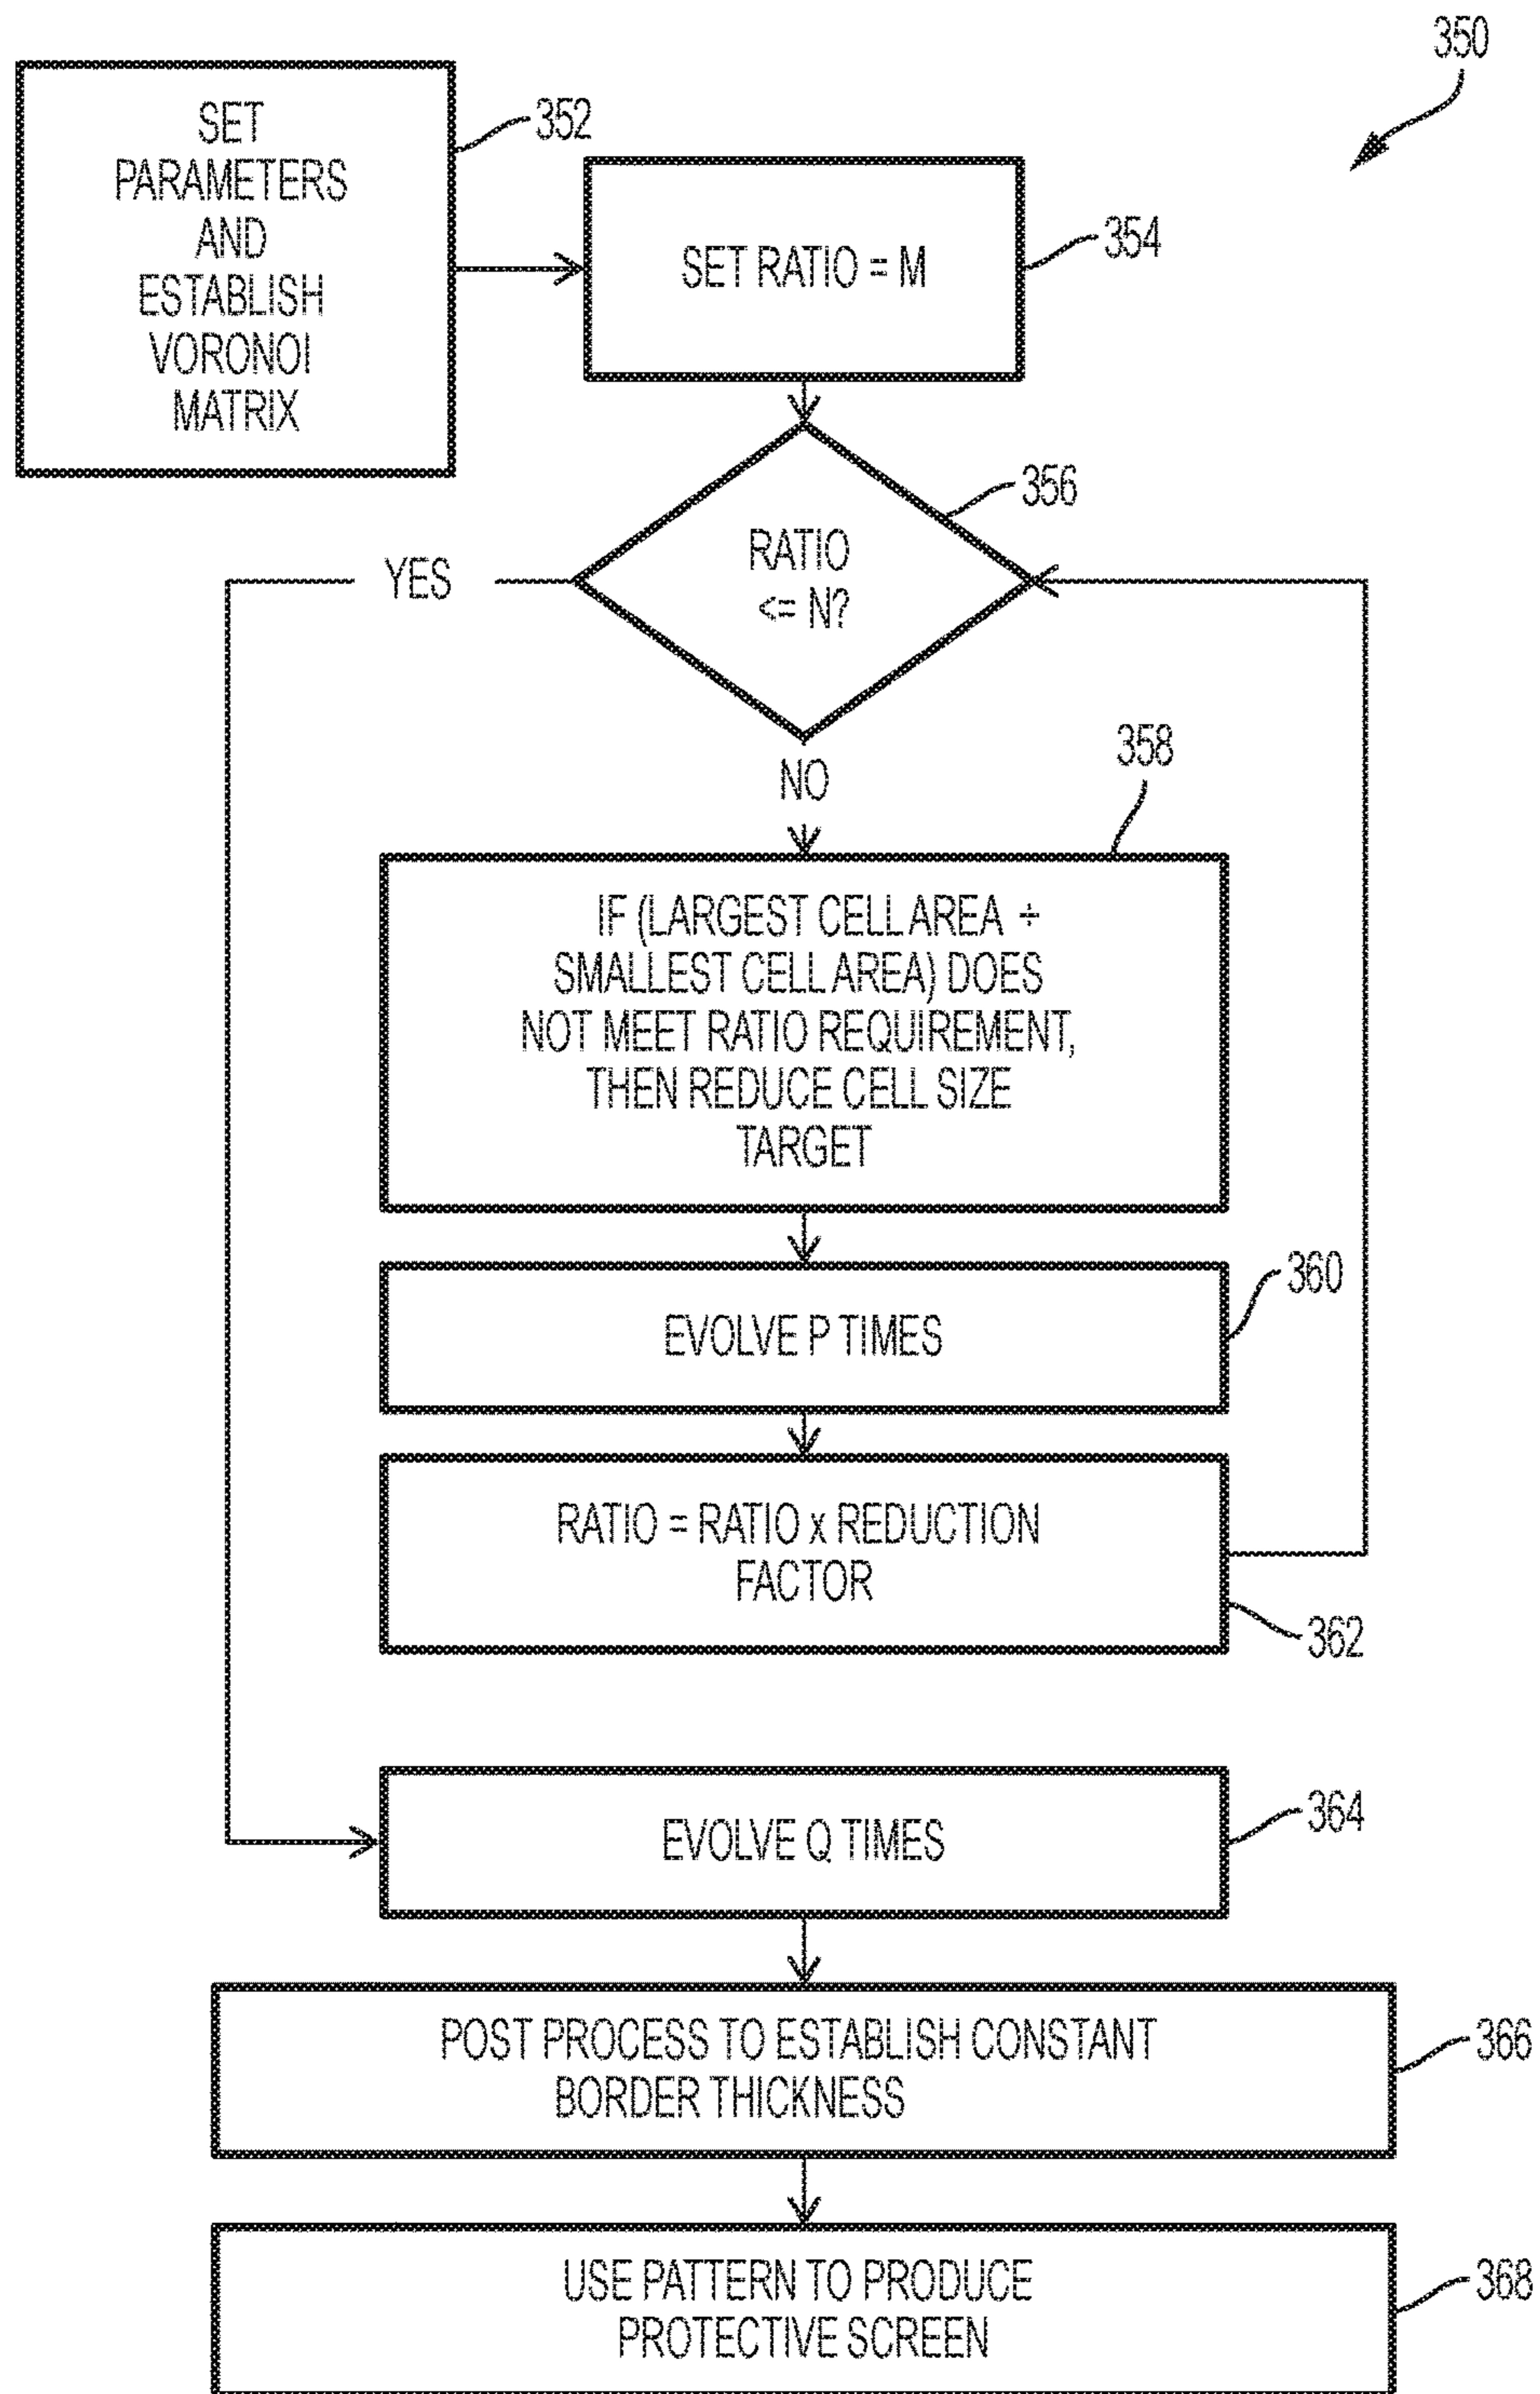 350
SET
PARAMETERS
AND
ESTABLISH
VORONOI
MATRIX
352
SET RATIO = M
354
RATIO
<= N?
356
YES
NO
358
IF (LARGEST CELL AREA ÷
SMALLEST CELL AREA) DOES
NOT MEET RATIO REQUIREMENT,
THEN REDUCE CELL SIZE
TARGET
EVOLVE P TIMES
360
RATIO = RATIO x REDUCTION
FACTOR
362
EVOLVE Q TIMES
364
POST PROCESS TO ESTABLISH CONSTANT
BORDER THICKNESS
366
USE PATTERN TO PRODUCE
PROTECTIVE SCREEN
368